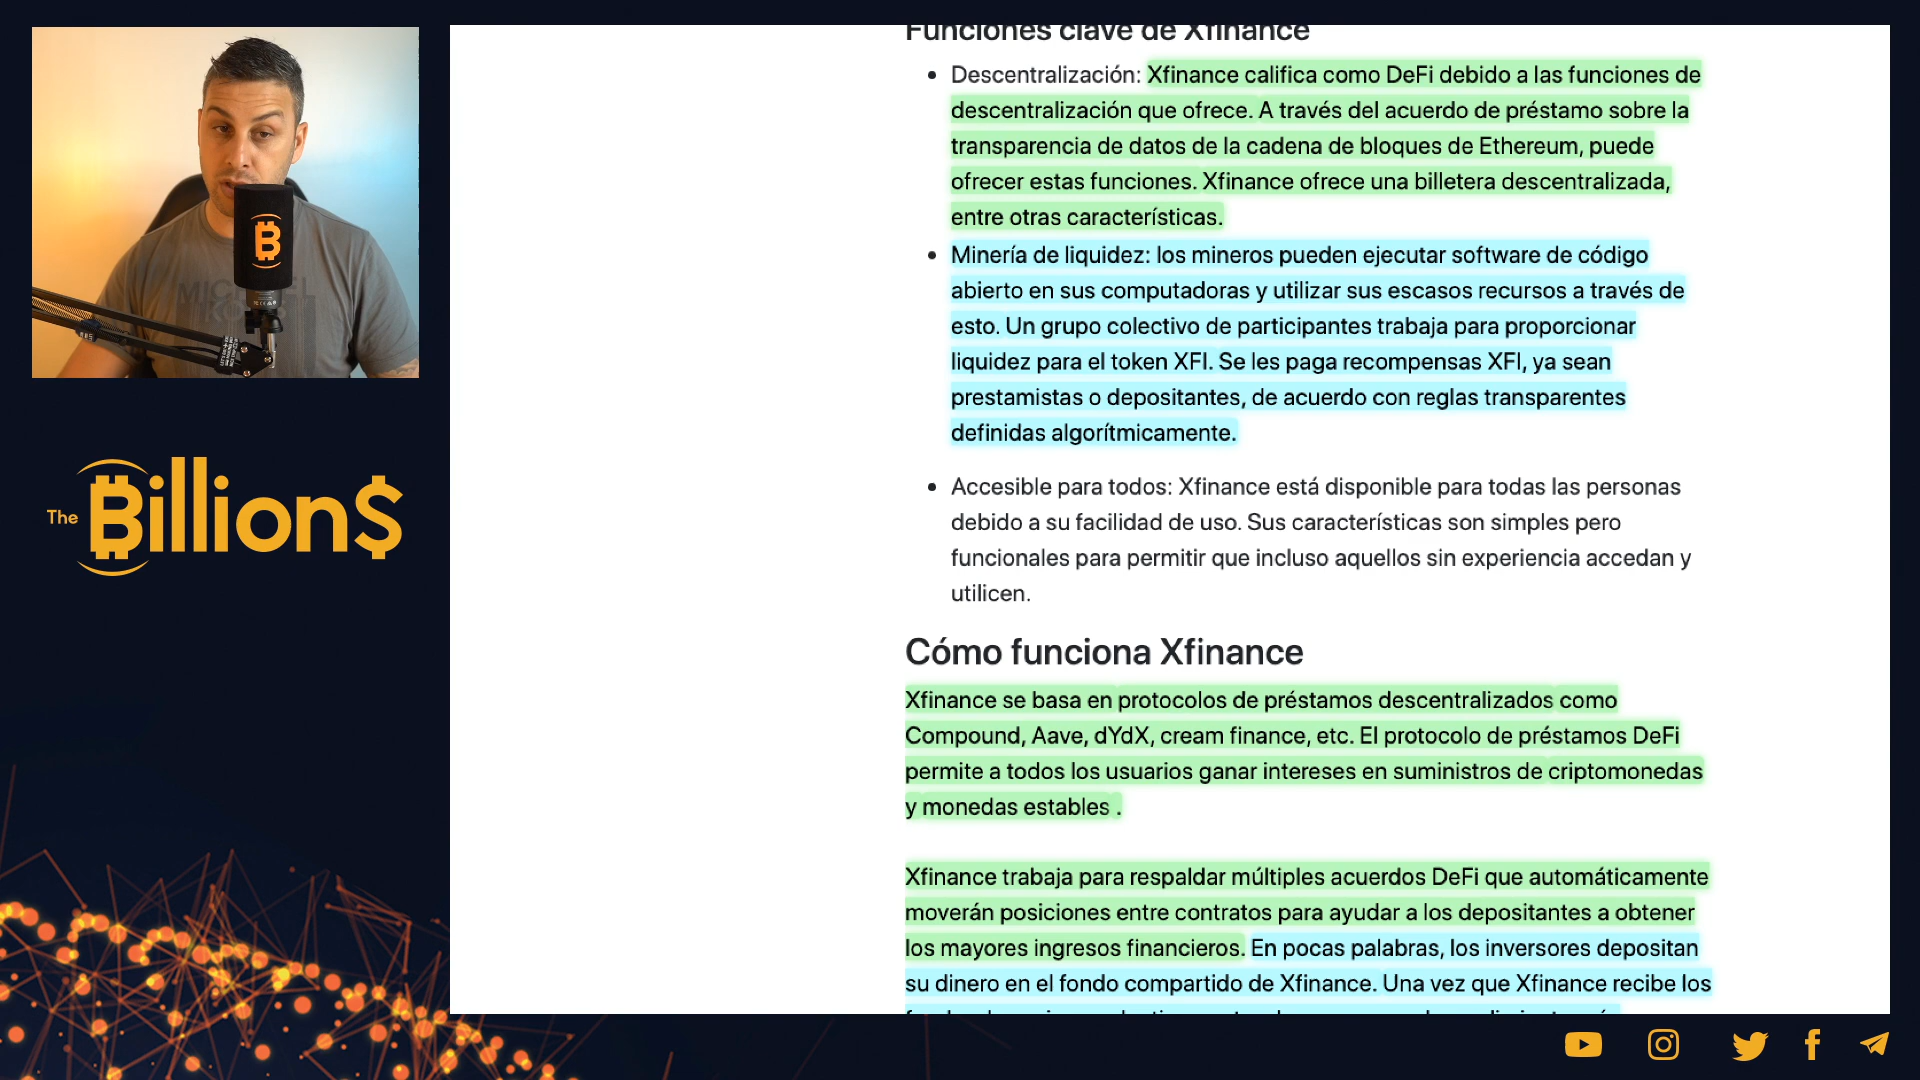 Funciones clave de Xfinance
Descentralización: Xfinance califica como DeFi debido a las funciones de
descentralización que ofrece. A través del acuerdo de préstamo sobre la
transparencia de datos de la cadena de bloques de Ethereum, puede
ofrecer estas funciones. Xfinance ofrece una billetera descentralizada,
entre otras características.
Minería de liquidez: los mineros pueden ejecutar software de código
abierto en sus computadoras y utilizar sus escasos recursos a través de
esto. Un grupo colectivo de participantes trabaja para proporcionar
liquidez para el token XFI. Se les paga recompensas XFI, ya sean
prestamistas o depositantes, de acuerdo con reglas transparentes
definidas algorítmicamente.
Accesible para todos: Xfinance está disponible para todas las personas
debido a su facilidad de uso. Sus características son simples pero
funcionales para permitir que incluso aquellos sin experiencia accedan y
utilicen.
Cómo funciona Xfinance
Xfinance se basa en protocolos de préstamos descentralizados como
Compound, Aave, dYdX, cream finance, etc. El protocolo de préstamos DeFi
permite a todos los usuarios ganar intereses en suministros de criptomonedas
y monedas estables .
Xfinance trabaja para respaldar múltiples acuerdos DeFi que automáticamente
moverán posiciones entre contratos para ayudar a los depositantes a obtener
los mayores ingresos financieros. En pocas palabras, los inversores depositan
su dinero en el fondo compartido de Xfinance. Una vez que Xfinance recibe los
The Billion$